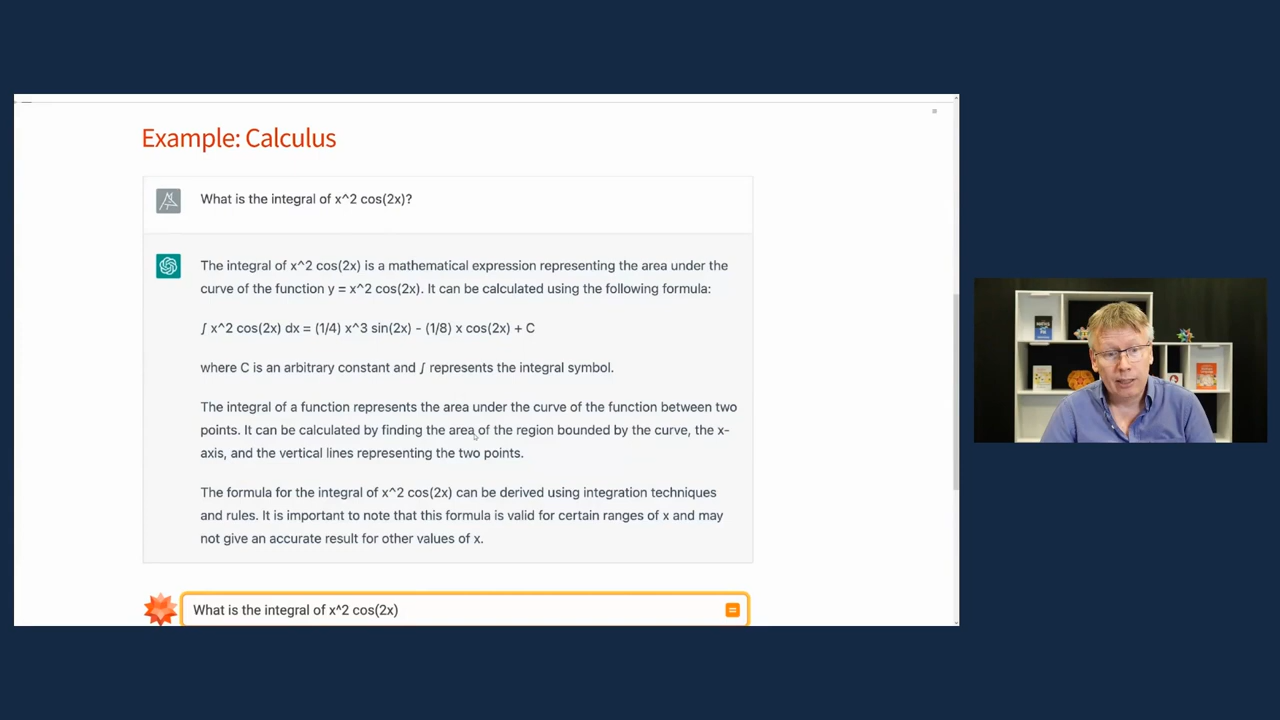 Example: Calculus
What is the integral of x^2 cos(2x)?
The integral of x^2 cos(2x) is a mathematical expression representing the area under the
curve of the function y = x^2 cos(2x). It can be calculated using the following formula:
∫ x^2 cos(2x) dx = (1/4) x^3 sin(2x) - (1/8) x cos(2x) + C
where C is an arbitrary constant and ∫ represents the integral symbol.
The integral of a function represents the area under the curve of the function between two
points. It can be calculated by finding the area of the region bounded by the curve, the x-
axis, and the vertical lines representing the two points.
The formula for the integral of x^2 cos(2x) can be derived using integration techniques
and rules. It is important to note that this formula is valid for certain ranges of x and may
not give an accurate result for other values of x.
What is the integral of x^2 cos(2x)